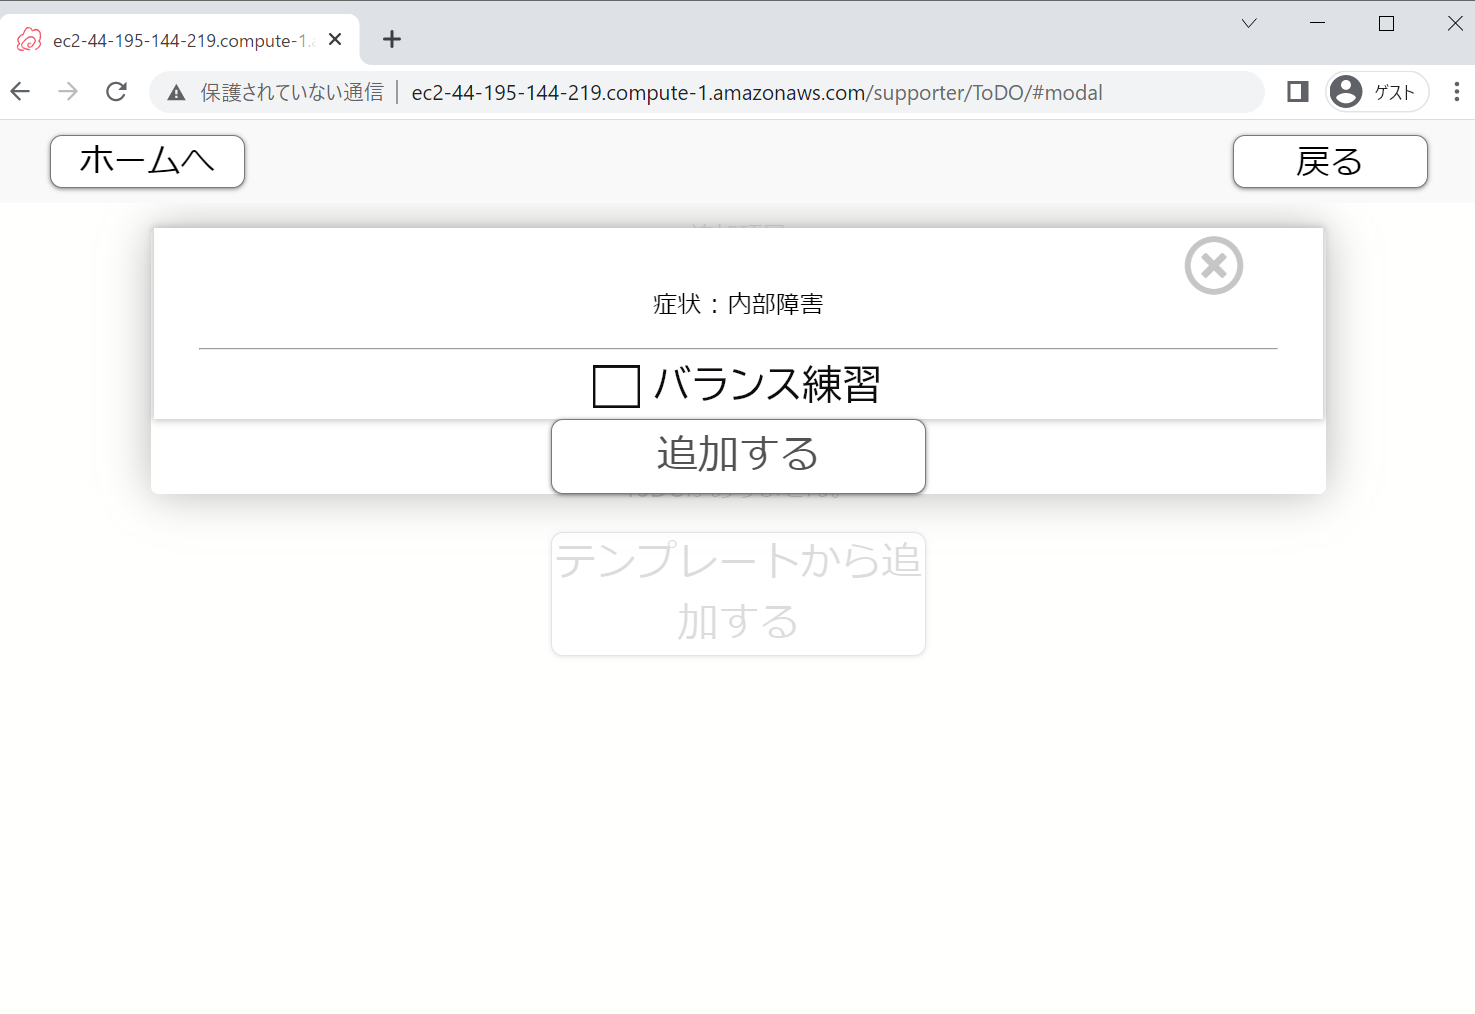 ec2-44-195-144-219.compute-1.a
保護されていない通信
ec2-44-195-144-219.compute-1.amazonaws.com/supporter/ToDO/#modal
ゲスト
ホームへ
戻る
症状：内部障害
バランス練習
追加する
テンプレートから追
加する